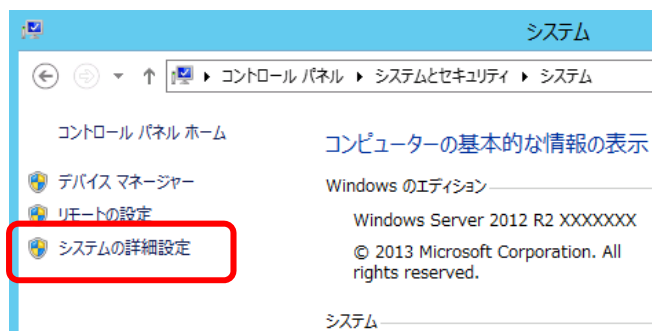 システム
コントロール パネル ▸ システムとセキュリティ ▸ システム
コントロール パネル ホーム
デバイス マネージャー
リモートの設定
システムの詳細設定
コンピューターの基本的な情報の表示
Windows のエディション
Windows Server 2012 R2 XXXXXXX
© 2013 Microsoft Corporation. All
rights reserved.
システム